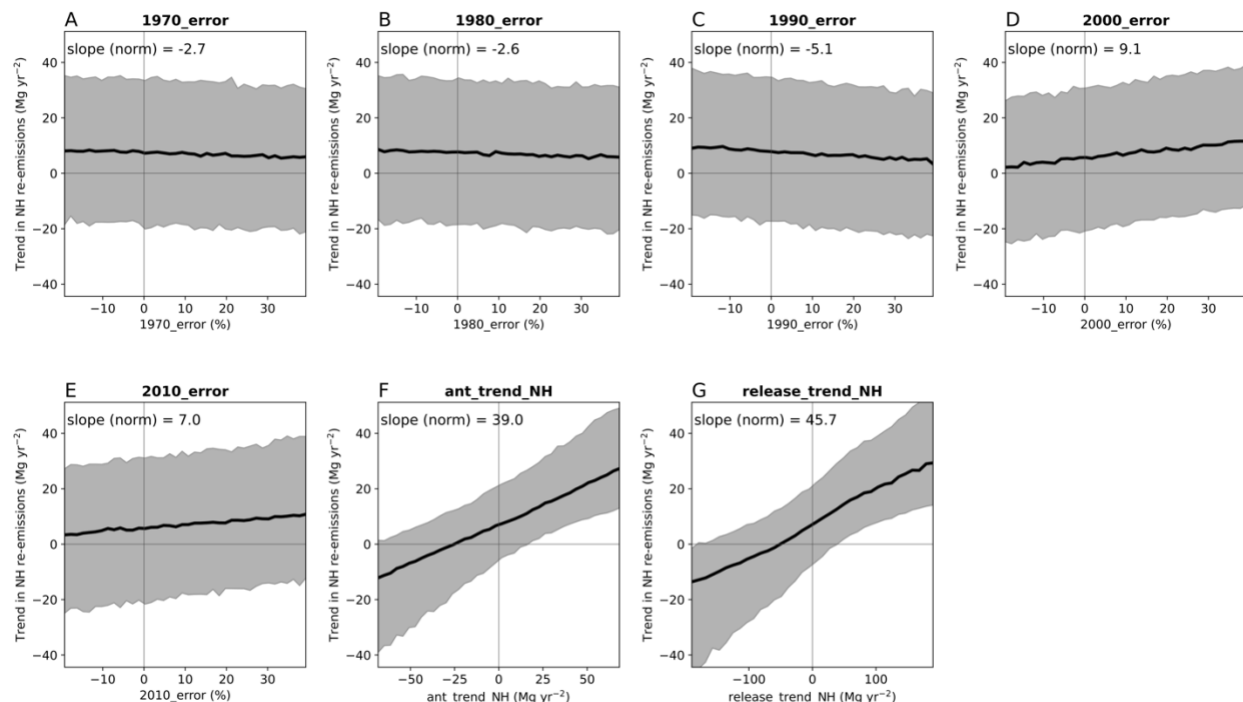 A
1970_error
slope (norm) = -2.7
Trend in NH re-emissions (Mg yr⁻²)
40
20
0
−20
−40
−10 0 10 20 30
1970_error (%)
B
1980_error
slope (norm) = -2.6
Trend in NH re-emissions (Mg yr⁻²)
40
20
0
−20
−40
−10 0 10 20 30
1980_error (%)
C
1990_error
slope (norm) = -5.1
Trend in NH re-emissions (Mg yr⁻²)
40
20
0
−20
−40
−10 0 10 20 30
1990_error (%)
D
2000_error
slope (norm) = 9.1
Trend in NH re-emissions (Mg yr⁻²)
40
20
0
−20
−40
−10 0 10 20 30
2000_error (%)
E
2010_error
slope (norm) = 7.0
Trend in NH re-emissions (Mg yr⁻²)
40
20
0
−20
−40
−10 0 10 20 30
2010_error (%)
F
ant_trend_NH
slope (norm) = 39.0
Trend in NH re-emissions (Mg yr⁻²)
40
20
0
−20
−40
−50 −25 0 25 50
ant_trend_NH (Mg yr⁻²)
G
release_trend_NH
slope (norm) = 45.7
Trend in NH re-emissions (Mg yr⁻²)
40
20
0
−20
−40
−100 0 100
release_trend_NH (Mg yr⁻²)